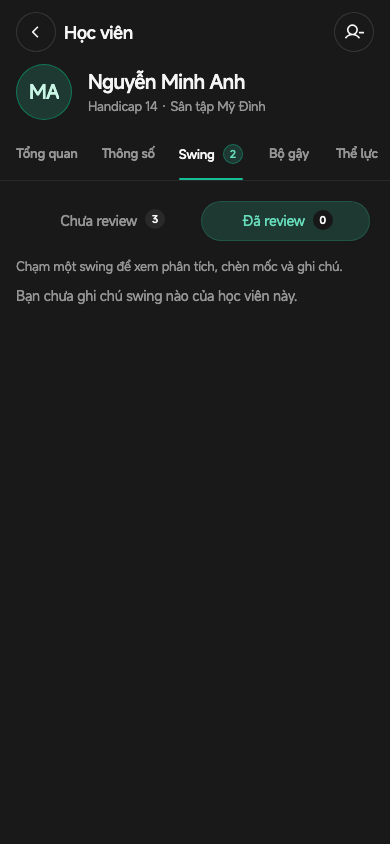 Học viên
MA
Nguyễn Minh Anh
Handicap 14 · Sân tập Mỹ Đình
Tổng quan Thông số Swing 2 Bộ gậy Thể lực
Chưa review 3 Đã review 0
Chạm một swing để xem phân tích, chèn mốc và ghi chú.
Bạn chưa ghi chú swing nào của học viên này.